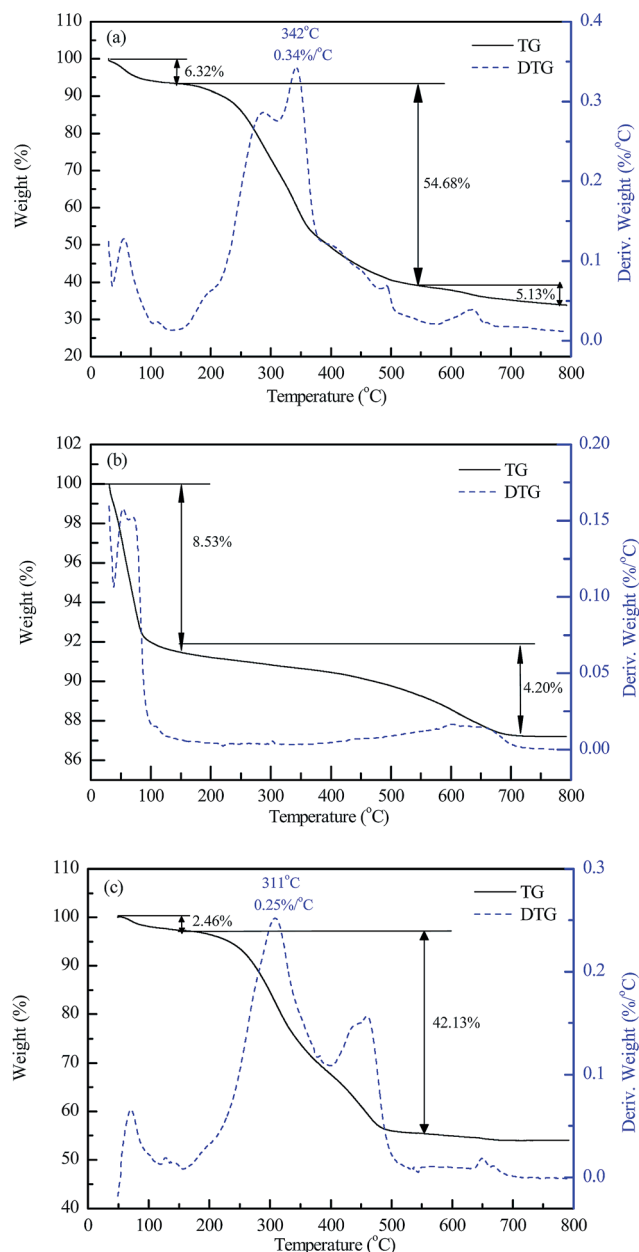 (a)
342°C
0.34%/°C
TG
DTG
6.32%
54.68%
5.13%
110
100
90
80
70
60
50
40
30
20
0.4
0.3
0.2
0.1
0.0
0 100 200 300 400 500 600 700 800
Weight (%)
Deriv. Weight (%/°C)
Temperature (°C)
(b)
TG
DTG
8.53%
4.20%
102
100
98
96
94
92
90
88
86
0.20
0.15
0.10
0.05
0.00
0 100 200 300 400 500 600 700 800
Weight (%)
Deriv. Weight (%/°C)
Temperature (°C)
(c)
311°C
0.25%/°C
TG
DTG
2.46%
42.13%
110
100
90
80
70
60
50
40
0.3
0.2
0.1
0.0
0 100 200 300 400 500 600 700 800
Weight (%)
Deriv. Weight (%/°C)
Temperature (°C)